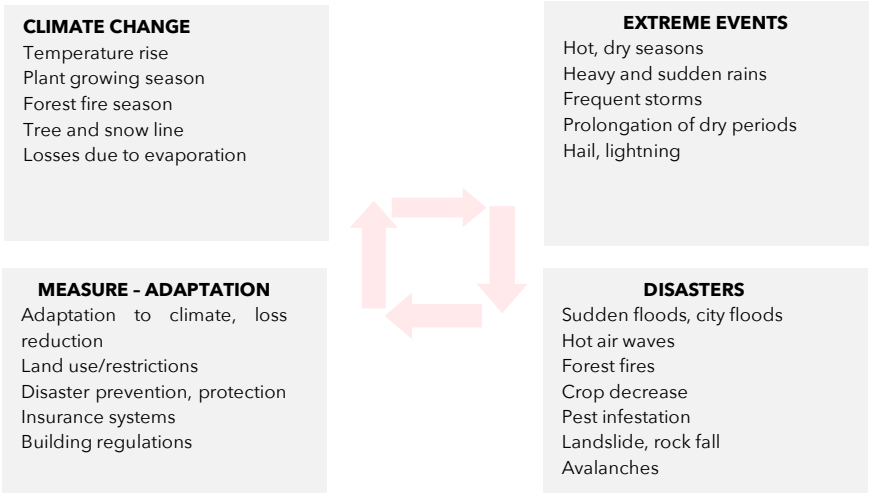 CLIMATE CHANGE
Temperature rise
Plant growing season
Forest fire season
Tree and snow line
Losses due to evaporation
EXTREME EVENTS
Hot, dry seasons
Heavy and sudden rains
Frequent storms
Prolongation of dry periods
Hail, lightning
MEASURE – ADAPTATION
Adaptation to climate, loss
reduction
Land use/restrictions
Disaster prevention, protection
Insurance systems
Building regulations
DISASTERS
Sudden floods, city floods
Hot air waves
Forest fires
Crop decrease
Pest infestation
Landslide, rock fall
Avalanches